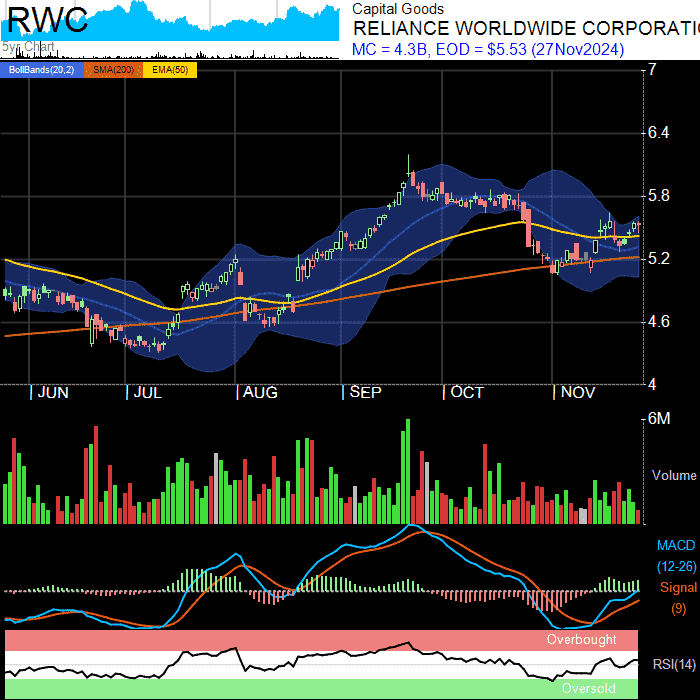 RWC
5yr Chart
Capital Goods
RELIANCE WORLDWIDE CORPORATI
MC = 4.3B, EOD = $5.53 (27Nov2024)
BollBands(20,2) SMA(200) EMA(50)
7
6.4
5.8
5.2
4.6
4
| JUN | JUL | AUG | SEP | OCT | NOV
6M
Volume
MACD
(12-26)
Signal
(9)
Overbought
RSI(14)
Oversold